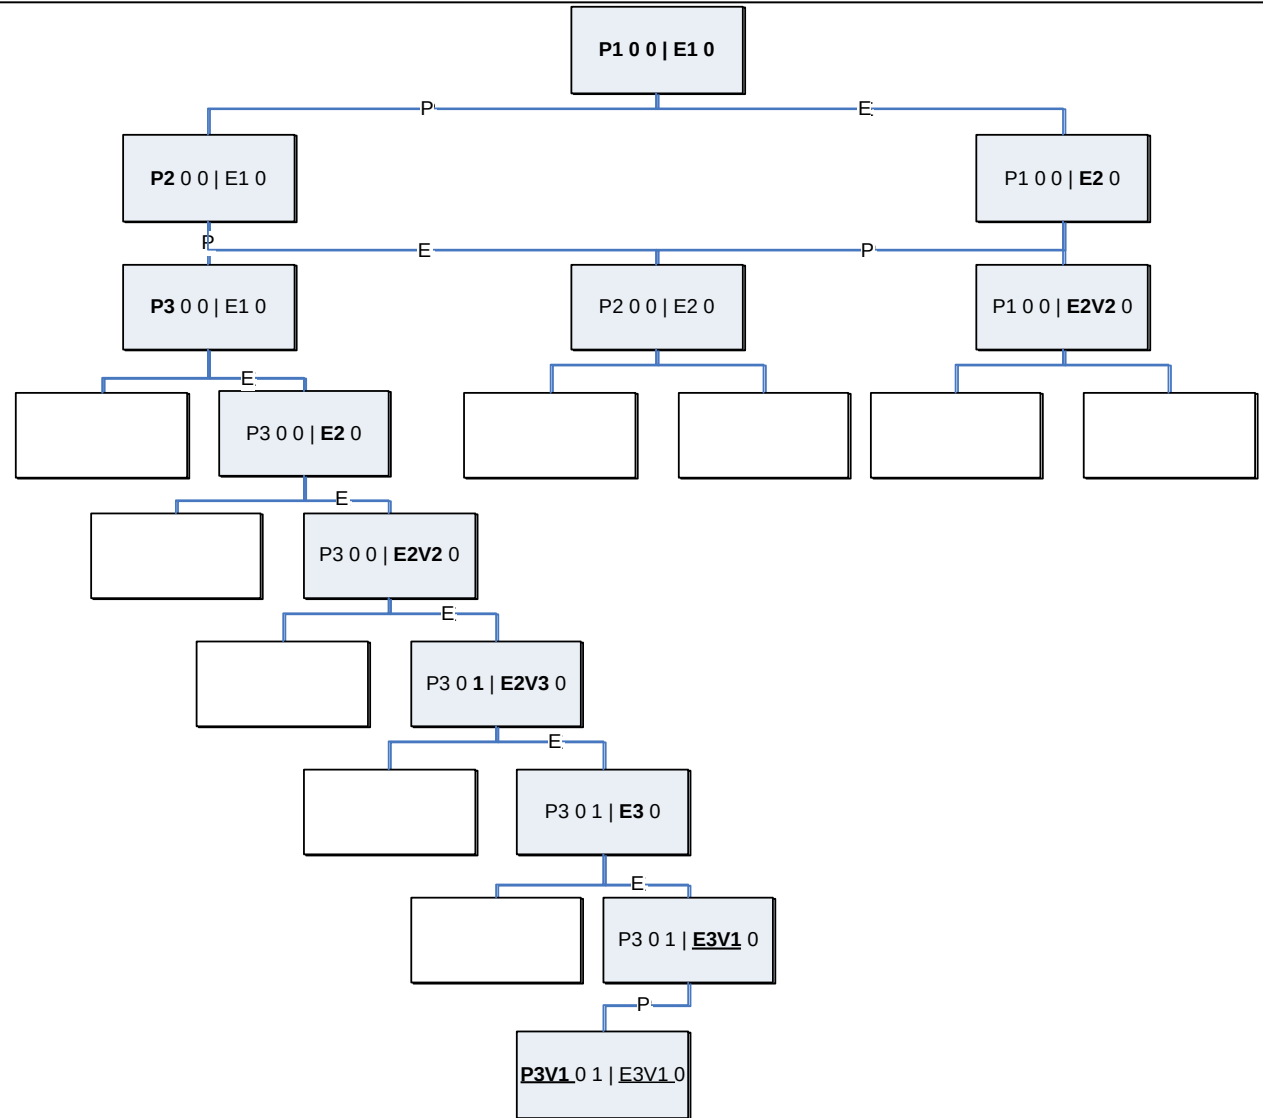 P1 0 0 | E1 0
P
E
P2 0 0 | E1 0
P1 0 0 | E2 0
P
E
P
P3 0 0 | E1 0
P2 0 0 | E2 0
P1 0 0 | E2V2 0
E
P3 0 0 | E2 0
E
P3 0 0 | E2V2 0
E
P3 0 1 | E2V3 0
E
P3 0 1 | E3 0
E
P3 0 1 | E3V1 0
P
P3V1 0 1 | E3V1 0